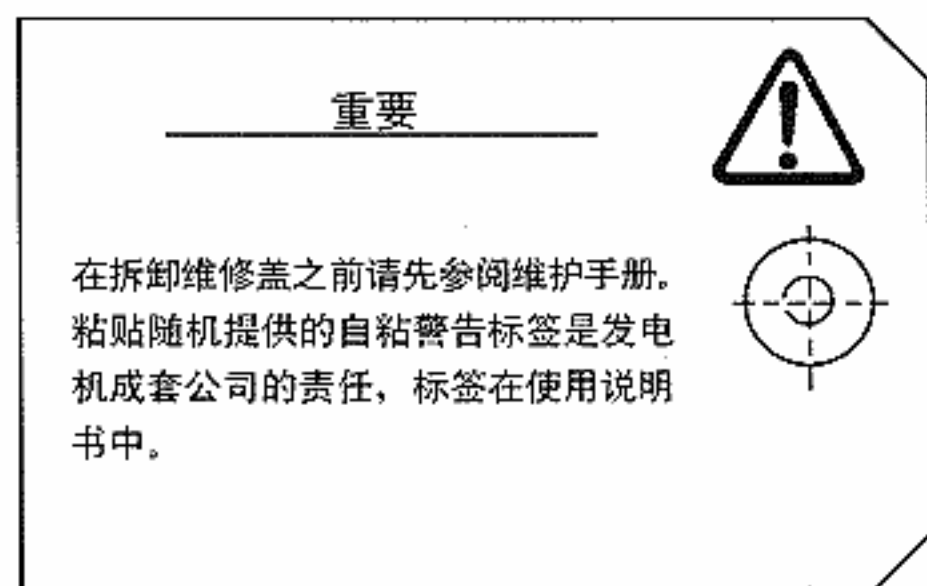 重要
在拆卸维修盖之前请先参阅维护手册。
粘贴随机提供的自粘警告标签是发电
机成套公司的责任，标签在使用说明
书中。